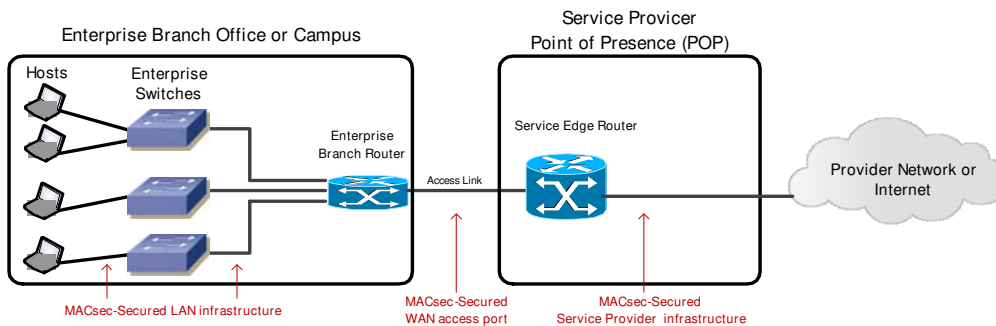 Enterprise Branch Office or Campus
Service Provicer
Point of Presence (POP)
Hosts
Enterprise
Switches
Enterprise
Branch Router
Service Edge Router
Access Link
Provider Network or
Internet
MACsec-Secured LAN infrastructure
MACsec-Secured
WAN access port
MACsec-Secured
Service Provider infrastructure